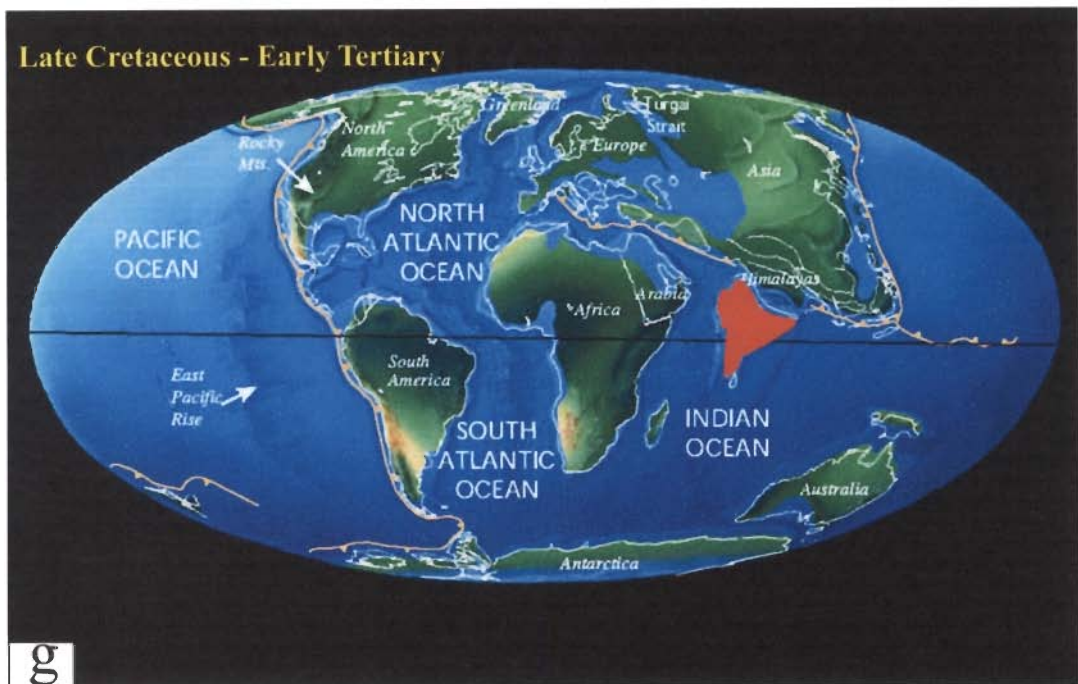 Late Cretaceous - Early Tertiary
Greenland
Turgai
Strait
North
America
Rocky
Mts.
Europe
Asia
PACIFIC
OCEAN
NORTH
ATLANTIC
OCEAN
Himalayas
Arabia
Africa
South
America
East
Pacific
Rise
SOUTH
ATLANTIC
OCEAN
INDIAN
OCEAN
Australia
Antarctica
g